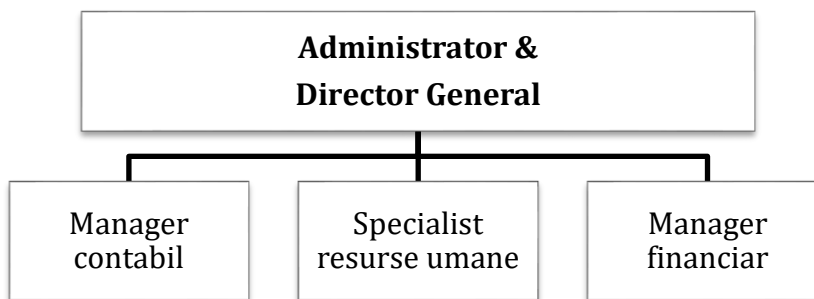 Administrator &
Director General
Manager
contabil
Specialist
resurse umane
Manager
financiar